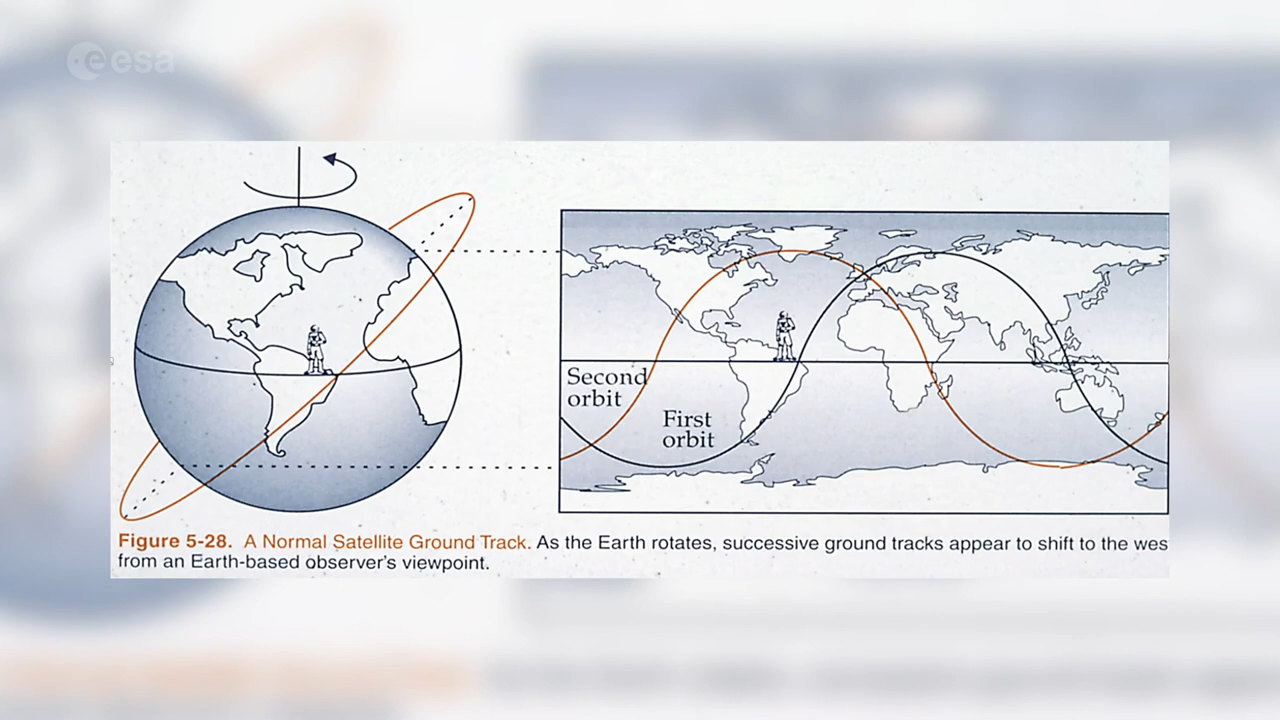 esa
Second
orbit
First
orbit
Figure 5-28. A Normal Satellite Ground Track. As the Earth rotates, successive ground tracks appear to shift to the wes
from an Earth-based observer's viewpoint.